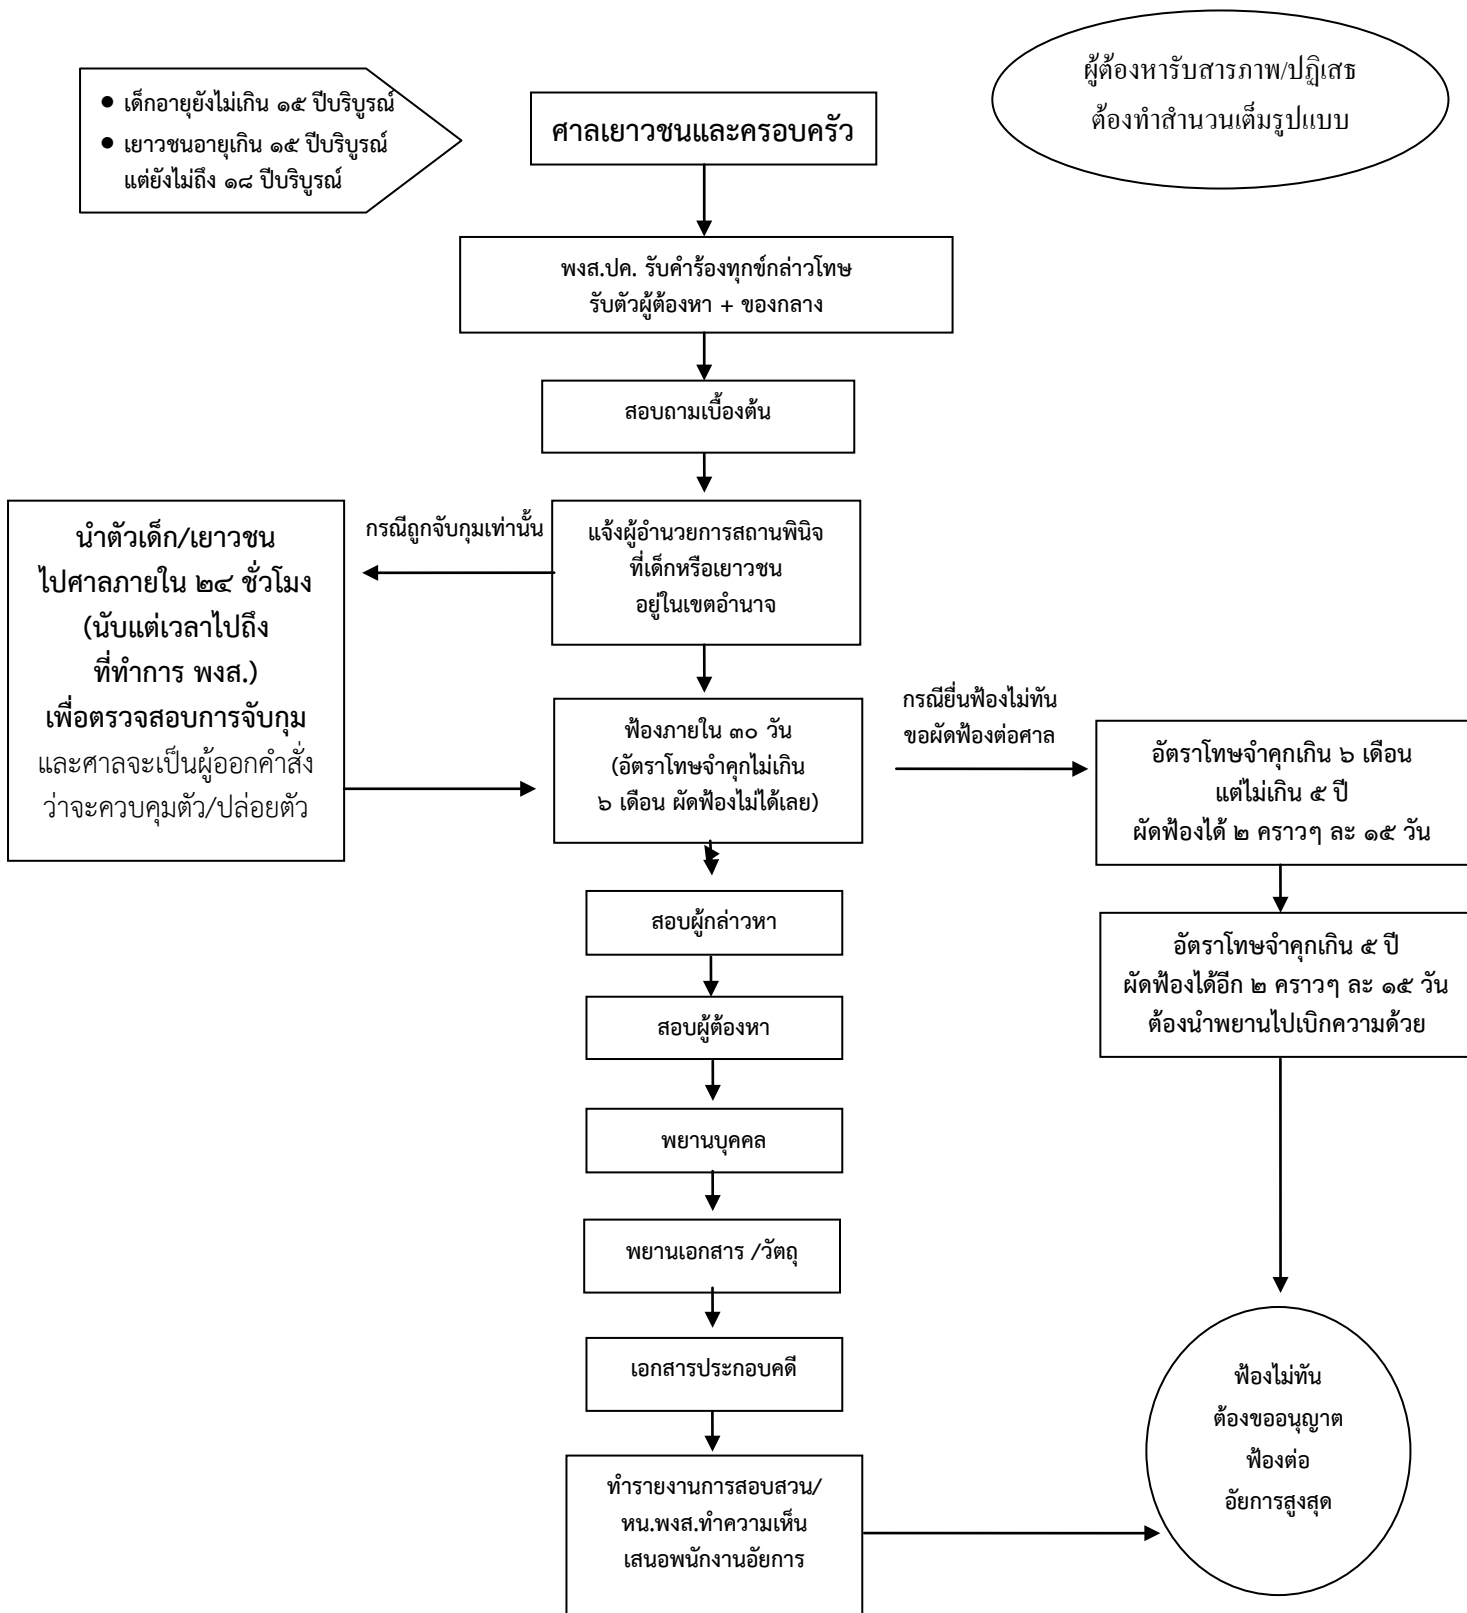 ผู้ต้องหารับสารภาพ/ปฏิเสธ
ต้องทำสำนวนเต็มรูปแบบ
● เด็กอายุยังไม่เกิน ๑๕ ปีบริบูรณ์
● เยาวชนอายุเกิน ๑๕ ปีบริบูรณ์
แต่ยังไม่ถึง ๑๘ ปีบริบูรณ์
ศาลเยาวชนและครอบครัว
พงส.ปค. รับคำร้องทุกข์กล่าวโทษ
รับตัวผู้ต้องหา + ของกลาง
สอบถามเบื้องต้น
แจ้งผู้อำนวยการสถานพินิจ
ที่เด็กหรือเยาวชน
อยู่ในเขตอำนาจ
กรณีถูกจับกุมเท่านั้น
นำตัวเด็ก/เยาวชน
ไปศาลภายใน ๒๔ ชั่วโมง
(นับแต่เวลาไปถึง
ที่ทำการ พงส.)
เพื่อตรวจสอบการจับกุม
และศาลจะเป็นผู้ออกคำสั่ง
ว่าจะควบคุมตัว/ปล่อยตัว
ฟ้องภายใน ๓๐ วัน
(อัตราโทษจำคุกไม่เกิน
๖ เดือน ผัดฟ้องไม่ได้เลย)
กรณียื่นฟ้องไม่ทัน
ขอผัดฟ้องต่อศาล
อัตราโทษจำคุกเกิน ๖ เดือน
แต่ไม่เกิน ๕ ปี
ผัดฟ้องได้ ๒ คราวๆ ละ ๑๕ วัน
อัตราโทษจำคุกเกิน ๕ ปี
ผัดฟ้องได้อีก ๒ คราวๆ ละ ๑๕ วัน
ต้องนำพยานไปเบิกความด้วย
สอบผู้กล่าวหา
สอบผู้ต้องหา
พยานบุคคล
พยานเอกสาร /วัตถุ
เอกสารประกอบคดี
ทำรายงานการสอบสวน/
หน.พงส.ทำความเห็น
เสนอพนักงานอัยการ
ฟ้องไม่ทัน
ต้องขออนุญาต
ฟ้องต่อ
อัยการสูงสุด